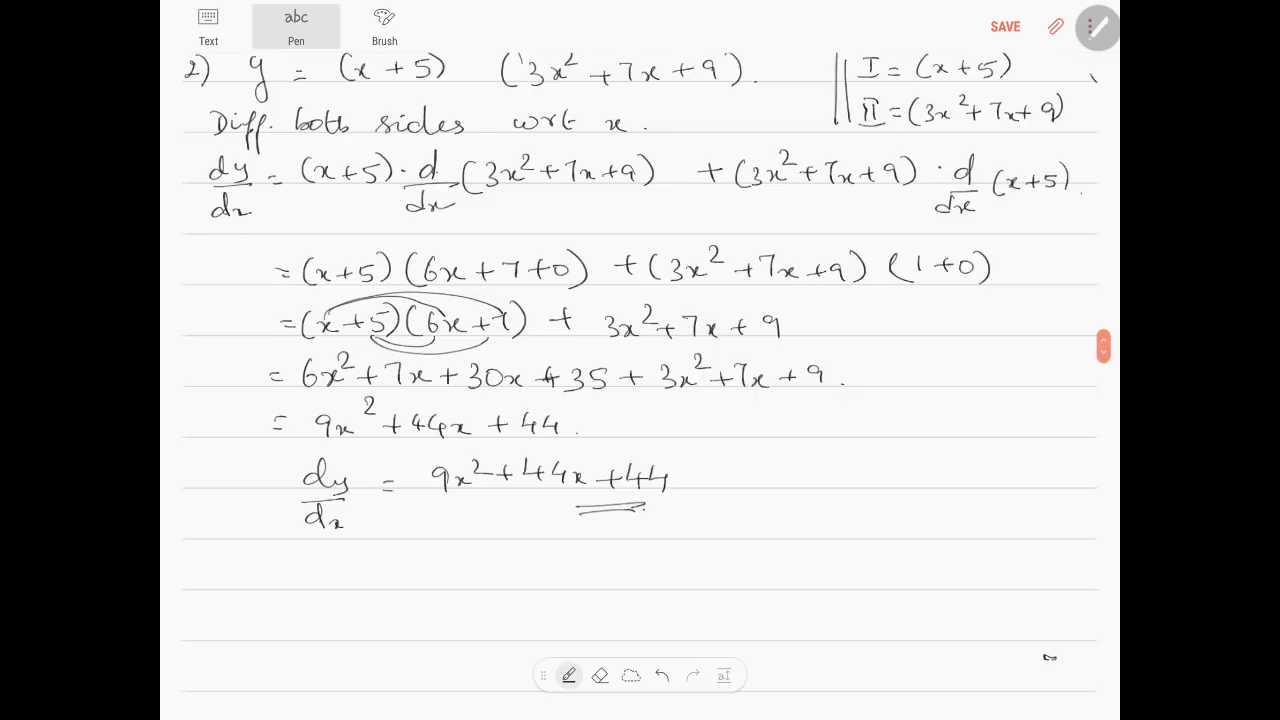 Text
abc
Pen
Brush
SAVE
2) y = (x + 5) (3x² + 7x + 9).
I = (x + 5)
II = (3x² + 7x + 9)
Diff. both sides wrt x.
dy/dx = (x+5) · d/dx (3x² + 7x + 9) + (3x² + 7x + 9) · d/dx (x+5).
= (x+5) (6x + 7 + 0) + (3x² + 7x + 9) (1 + 0)
= (x + 5) (6x + 7) + 3x² + 7x + 9
= 6x² + 7x + 30x + 35 + 3x² + 7x + 9.
= 9x² + 44x + 44.
dy/dx = 9x² + 44x + 44